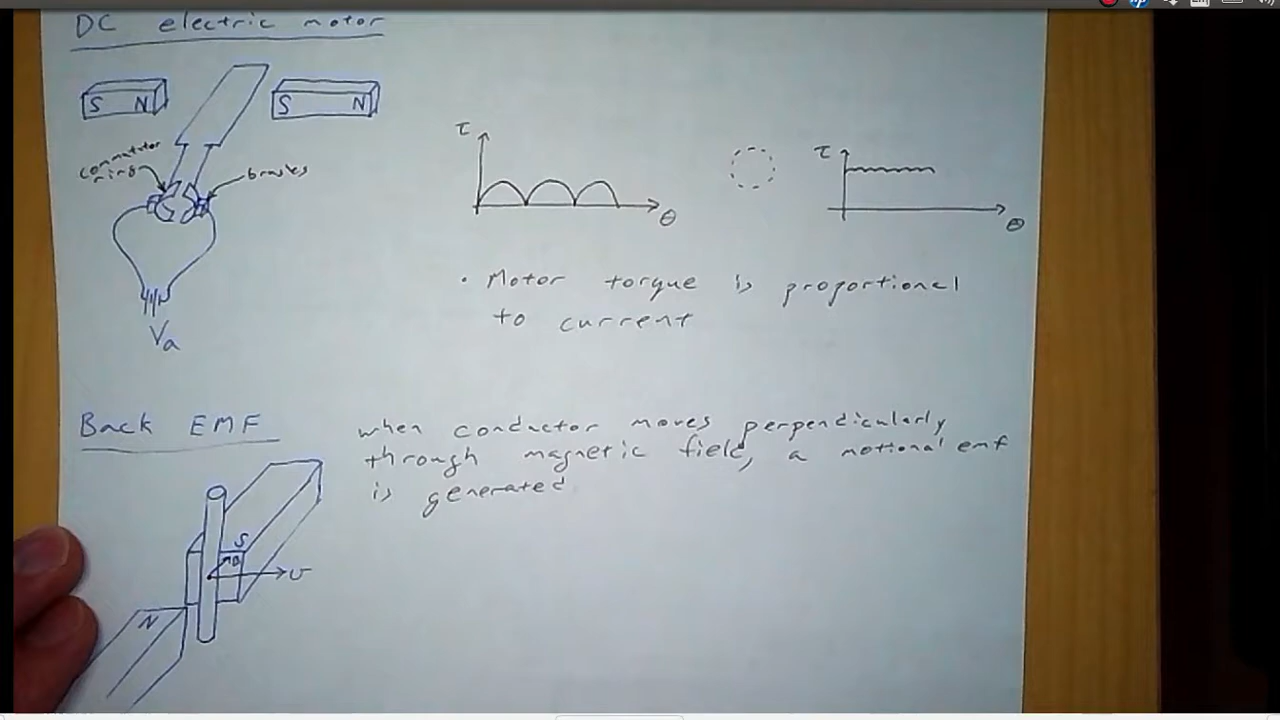 DC electric motor
S N
S N
commutator
ring
brushes
Va
τ
θ
τ
θ
• Motor torque is proportional
to current
Back EMF
when conductor moves perpendicularly
through magnetic field, a motional emf
is generated
S
B
v
N